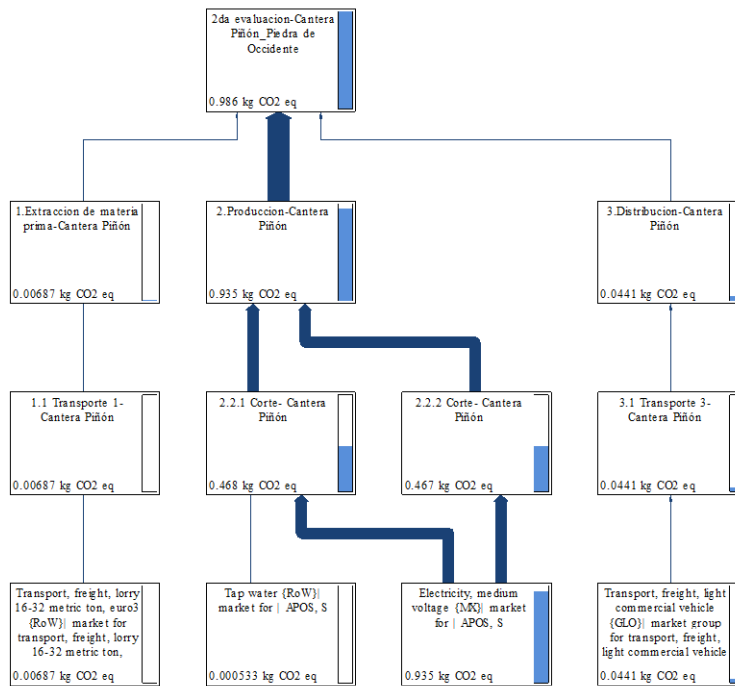 2da evaluacion-Cantera
Piñón_Piedra de
Occidente
0.986 kg CO2 eq
1.Extraccion de materia
prima-Cantera Piñón
0.00687 kg CO2 eq
2.Produccion-Cantera
Piñón
0.935 kg CO2 eq
3.Distribucion-Cantera
Piñón
0.0441 kg CO2 eq
1.1 Transporte 1-
Cantera Piñón
0.00687 kg CO2 eq
2.2.1 Corte- Cantera
Piñón
0.468 kg CO2 eq
2.2.2 Corte- Cantera
Piñón
0.467 kg CO2 eq
3.1 Transporte 3-
Cantera Piñón
0.0441 kg CO2 eq
Transport, freight, lorry
16-32 metric ton, euro3
{RoW}| market for
transport, freight, lorry
16-32 metric ton,
0.00687 kg CO2 eq
Tap water {RoW}|
market for | APOS, S
0.000533 kg CO2 eq
Electricity, medium
voltage {MX}| market
for | APOS, S
0.935 kg CO2 eq
Transport, freight, light
commercial vehicle
{GLO}| market group
for transport, freight,
light commercial vehicle
0.0441 kg CO2 eq